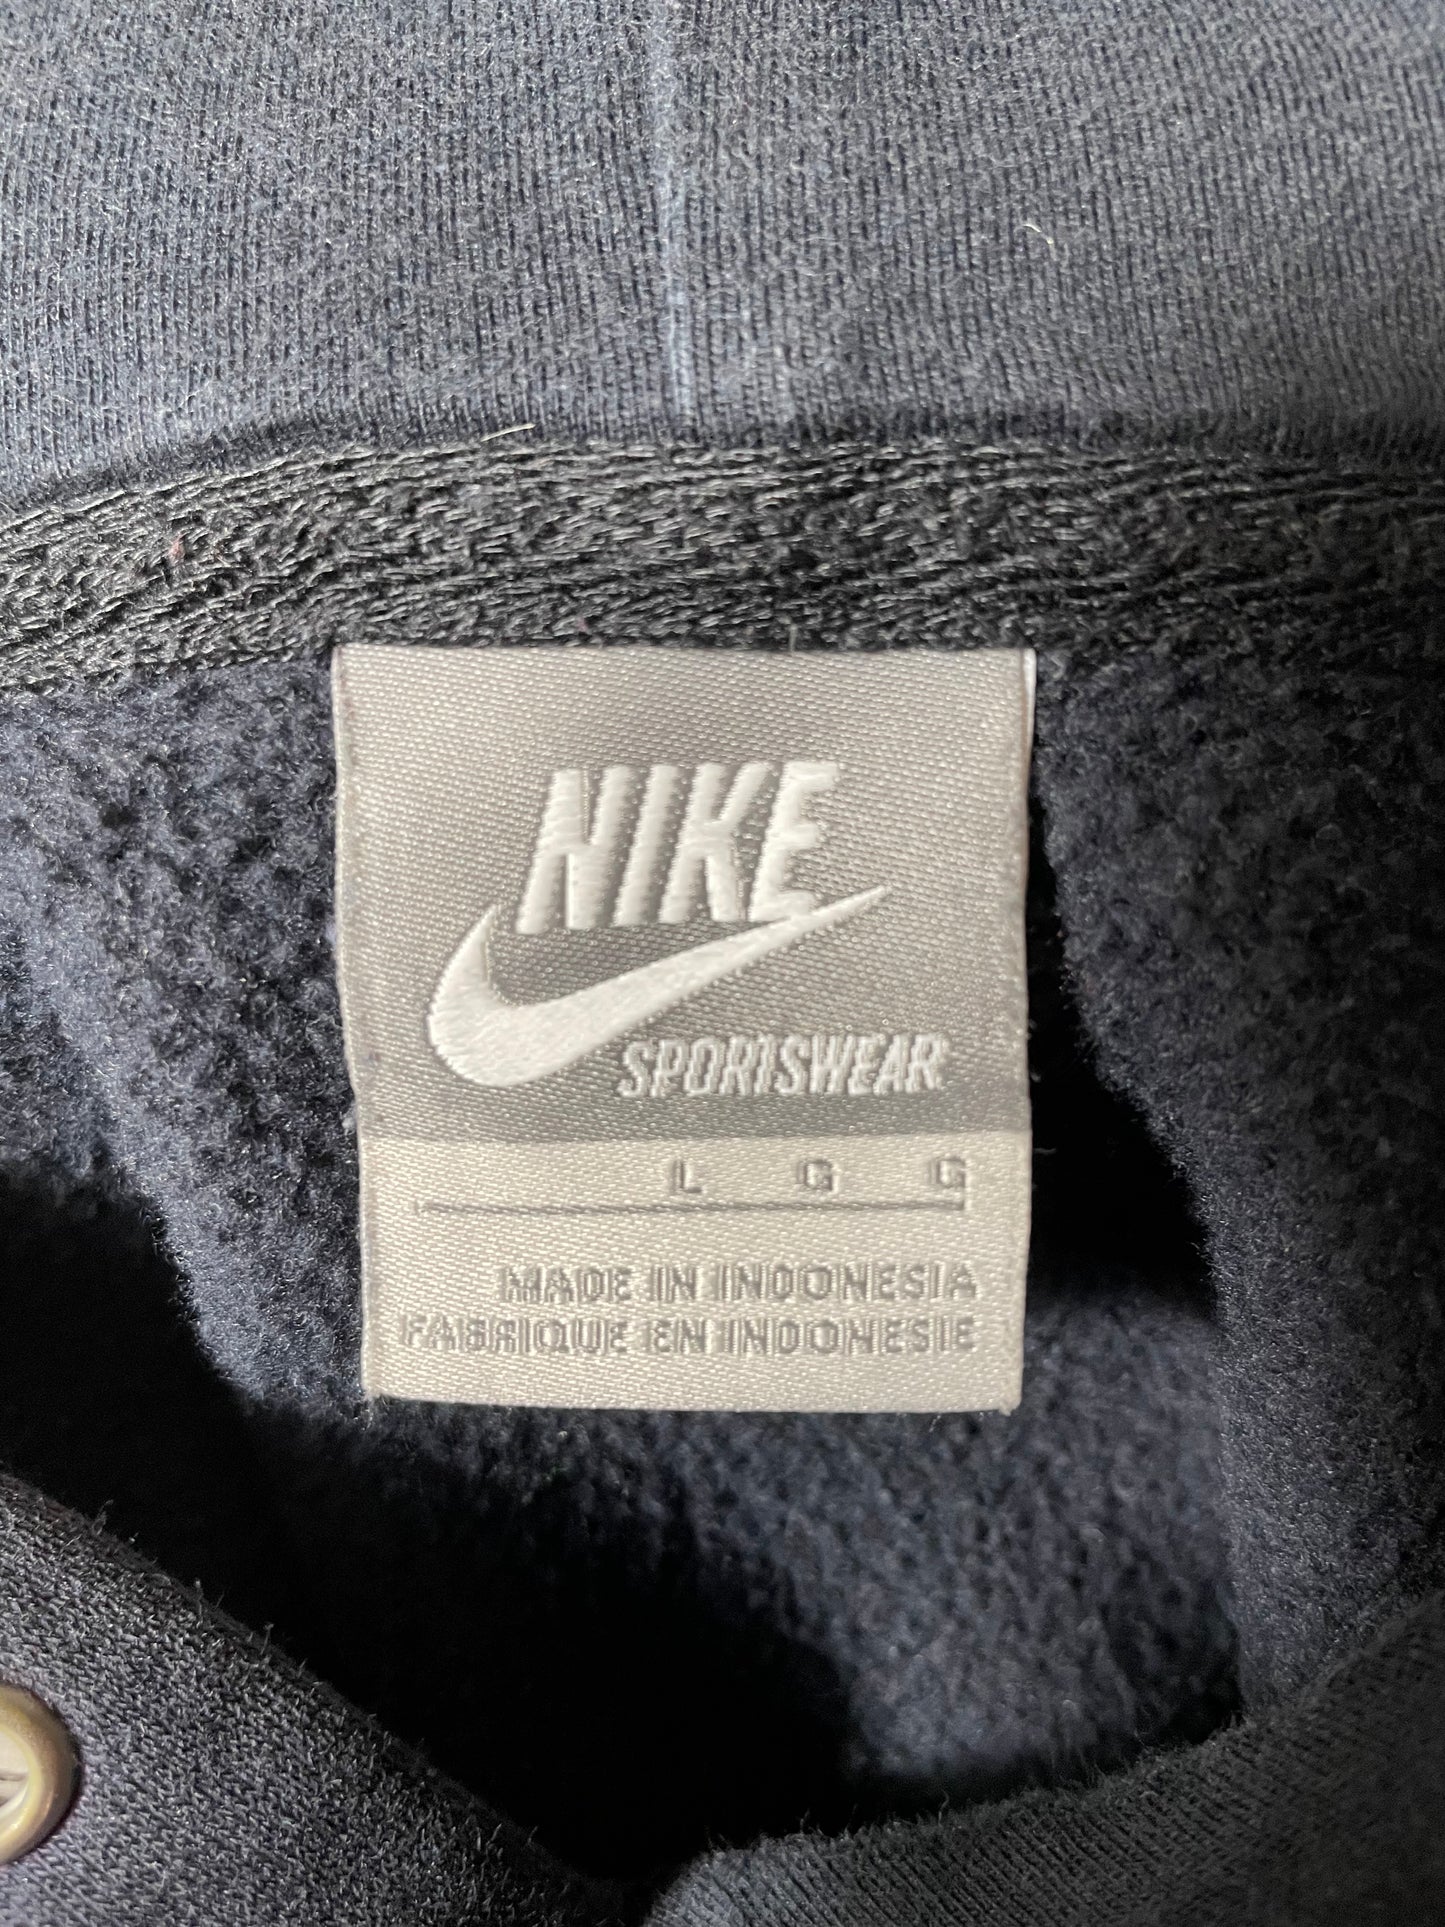 NIKE
SPORTSWEAR
L G G
MADE IN INDONESIA
FABRIQUE EN INDONESIE